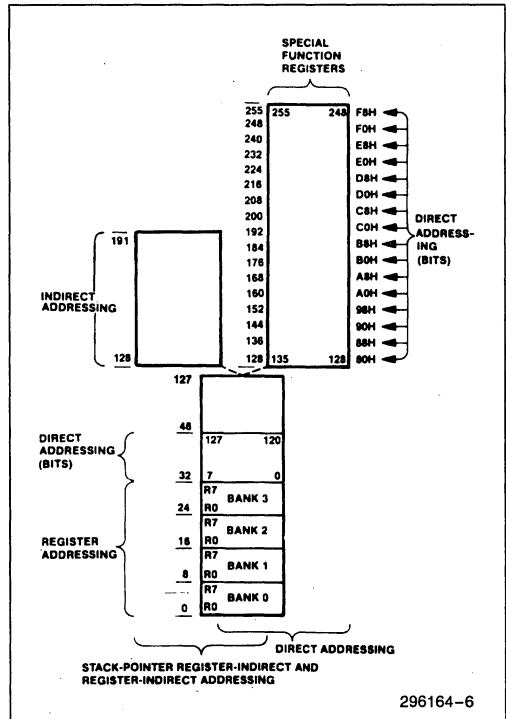 SPECIAL
FUNCTION
REGISTERS
255 255 248 F8H
248 F0H
240 E8H
232 E0H
224 D8H
216 D0H
208 C8H
200 C0H
192 B8H
184 B0H
176 A8H
168 A0H
160 98H
152 90H
144 88H
136
128 135 128 80H
DIRECT
ADDRESS-
ING
(BITS)
191
INDIRECT
ADDRESSING
128
127
48
DIRECT
ADDRESSING
(BITS)
127 120
32 7 0
REGISTER
ADDRESSING
R7
BANK 3
24 R0
R7
BANK 2
16 R0
R7
BANK 1
8 R0
R7
BANK 0
0 R0
DIRECT ADDRESSING
STACK-POINTER REGISTER-INDIRECT AND
REGISTER-INDIRECT ADDRESSING
296164-6